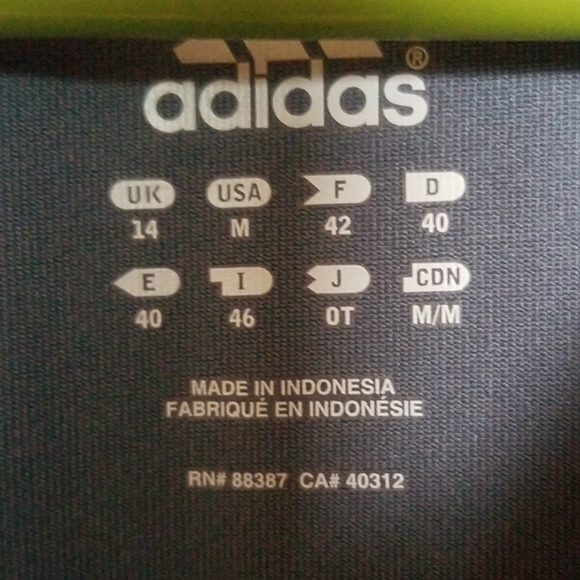 adidas®
UK USA F D
14 M 42 40
E I J CDN
40 46 OT M/M
MADE IN INDONESIA
FABRIQUÉ EN INDONÉSIE
RN# 88387 CA# 40312